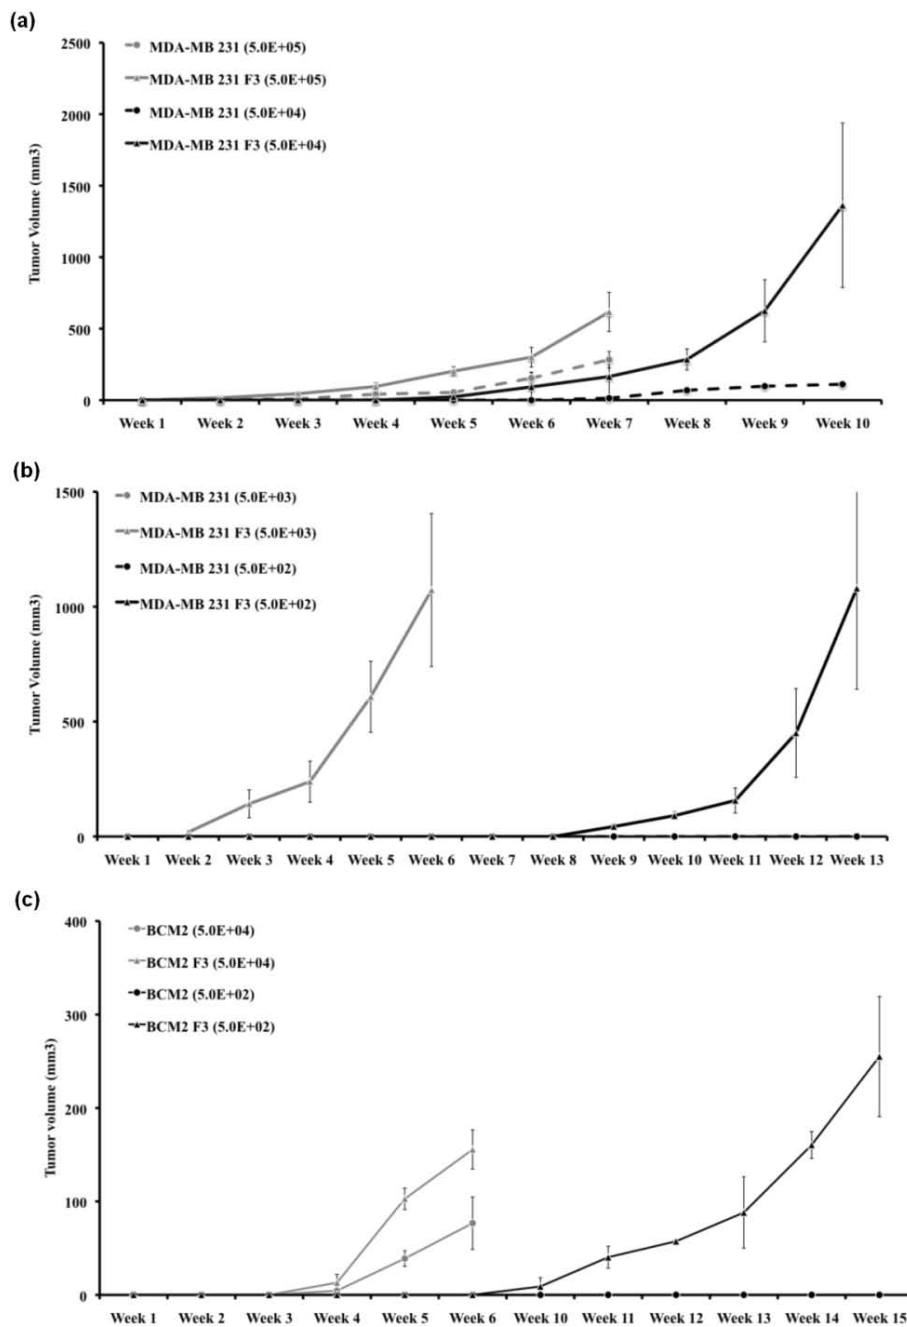 (a)
2500
2000
1500
1000
500
0
Tumor Volume (mm3)
MDA-MB 231 (5.0E+05)
MDA-MB 231 F3 (5.0E+05)
MDA-MB 231 (5.0E+04)
MDA-MB 231 F3 (5.0E+04)
Week 1 Week 2 Week 3 Week 4 Week 5 Week 6 Week 7 Week 8 Week 9 Week 10
(b)
1500
1000
500
0
Tumor Volume (mm3)
MDA-MB 231 (5.0E+03)
MDA-MB 231 F3 (5.0E+03)
MDA-MB 231 (5.0E+02)
MDA-MB 231 F3 (5.0E+02)
Week 1 Week 2 Week 3 Week 4 Week 5 Week 6 Week 7 Week 8 Week 9 Week 10 Week 11 Week 12 Week 13
(c)
400
300
200
100
0
Tumor volume (mm3)
BCM2 (5.0E+04)
BCM2 F3 (5.0E+04)
BCM2 (5.0E+02)
BCM2 F3 (5.0E+02)
Week 1 Week 2 Week 3 Week 4 Week 5 Week 6 Week 10 Week 11 Week 12 Week 13 Week 14 Week 15